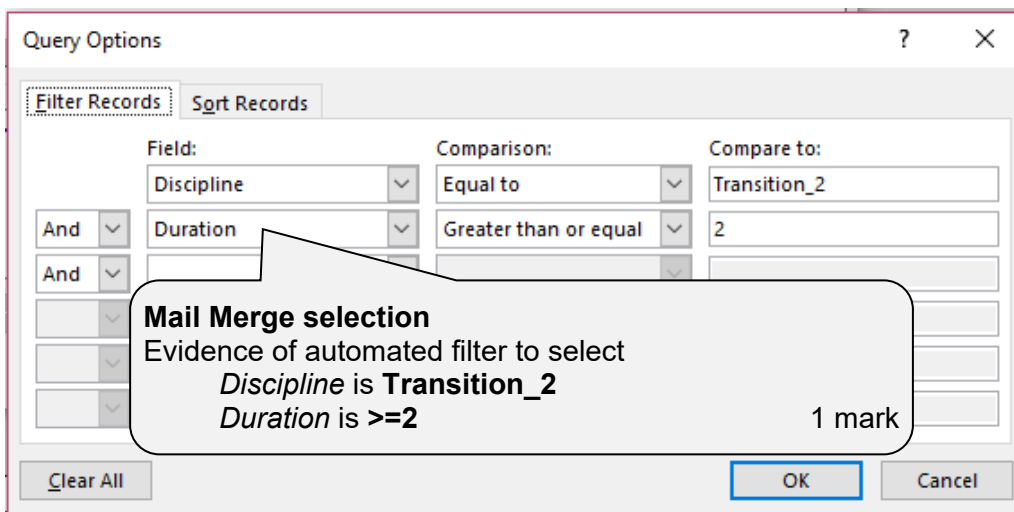 Query Options ? ×
Filter Records Sort Records
Field: Comparison: Compare to:
Discipline Equal to Transition_2
And Duration Greater than or equal 2
And
Mail Merge selection
Evidence of automated filter to select
Discipline is Transition_2
Duration is >=2 1 mark
Clear All OK Cancel